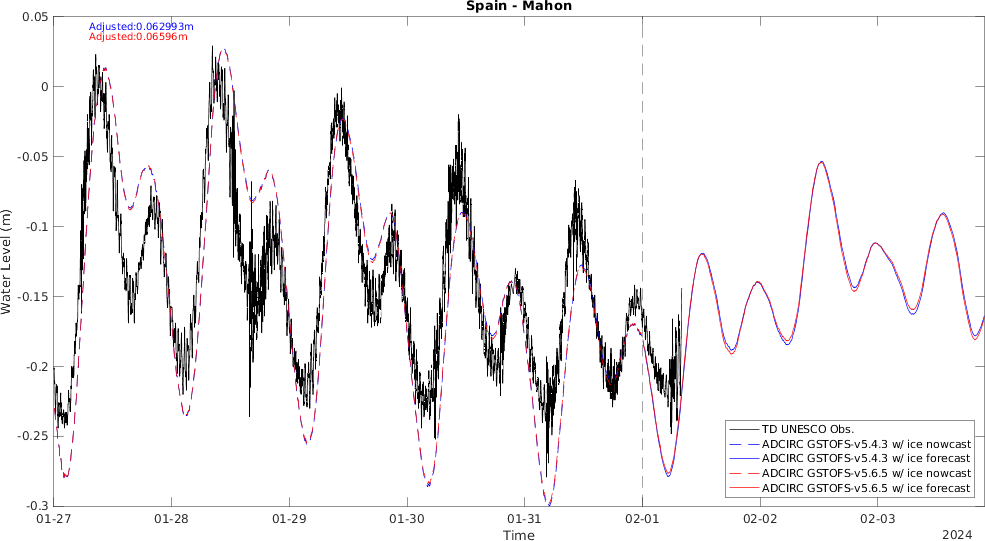 Spain - Mahon
Adjusted:0.062993m
Adjusted:0.06596m
Water Level (m)
0.05
0
-0.05
-0.1
-0.15
-0.2
-0.25
-0.3
TD UNESCO Obs.
ADCIRC GSTOFS-v5.4.3 w/ ice nowcast
ADCIRC GSTOFS-v5.4.3 w/ ice forecast
ADCIRC GSTOFS-v5.6.5 w/ ice nowcast
ADCIRC GSTOFS-v5.6.5 w/ ice forecast
01-27 01-28 01-29 01-30 01-31 02-01 02-02 02-03
Time
2024